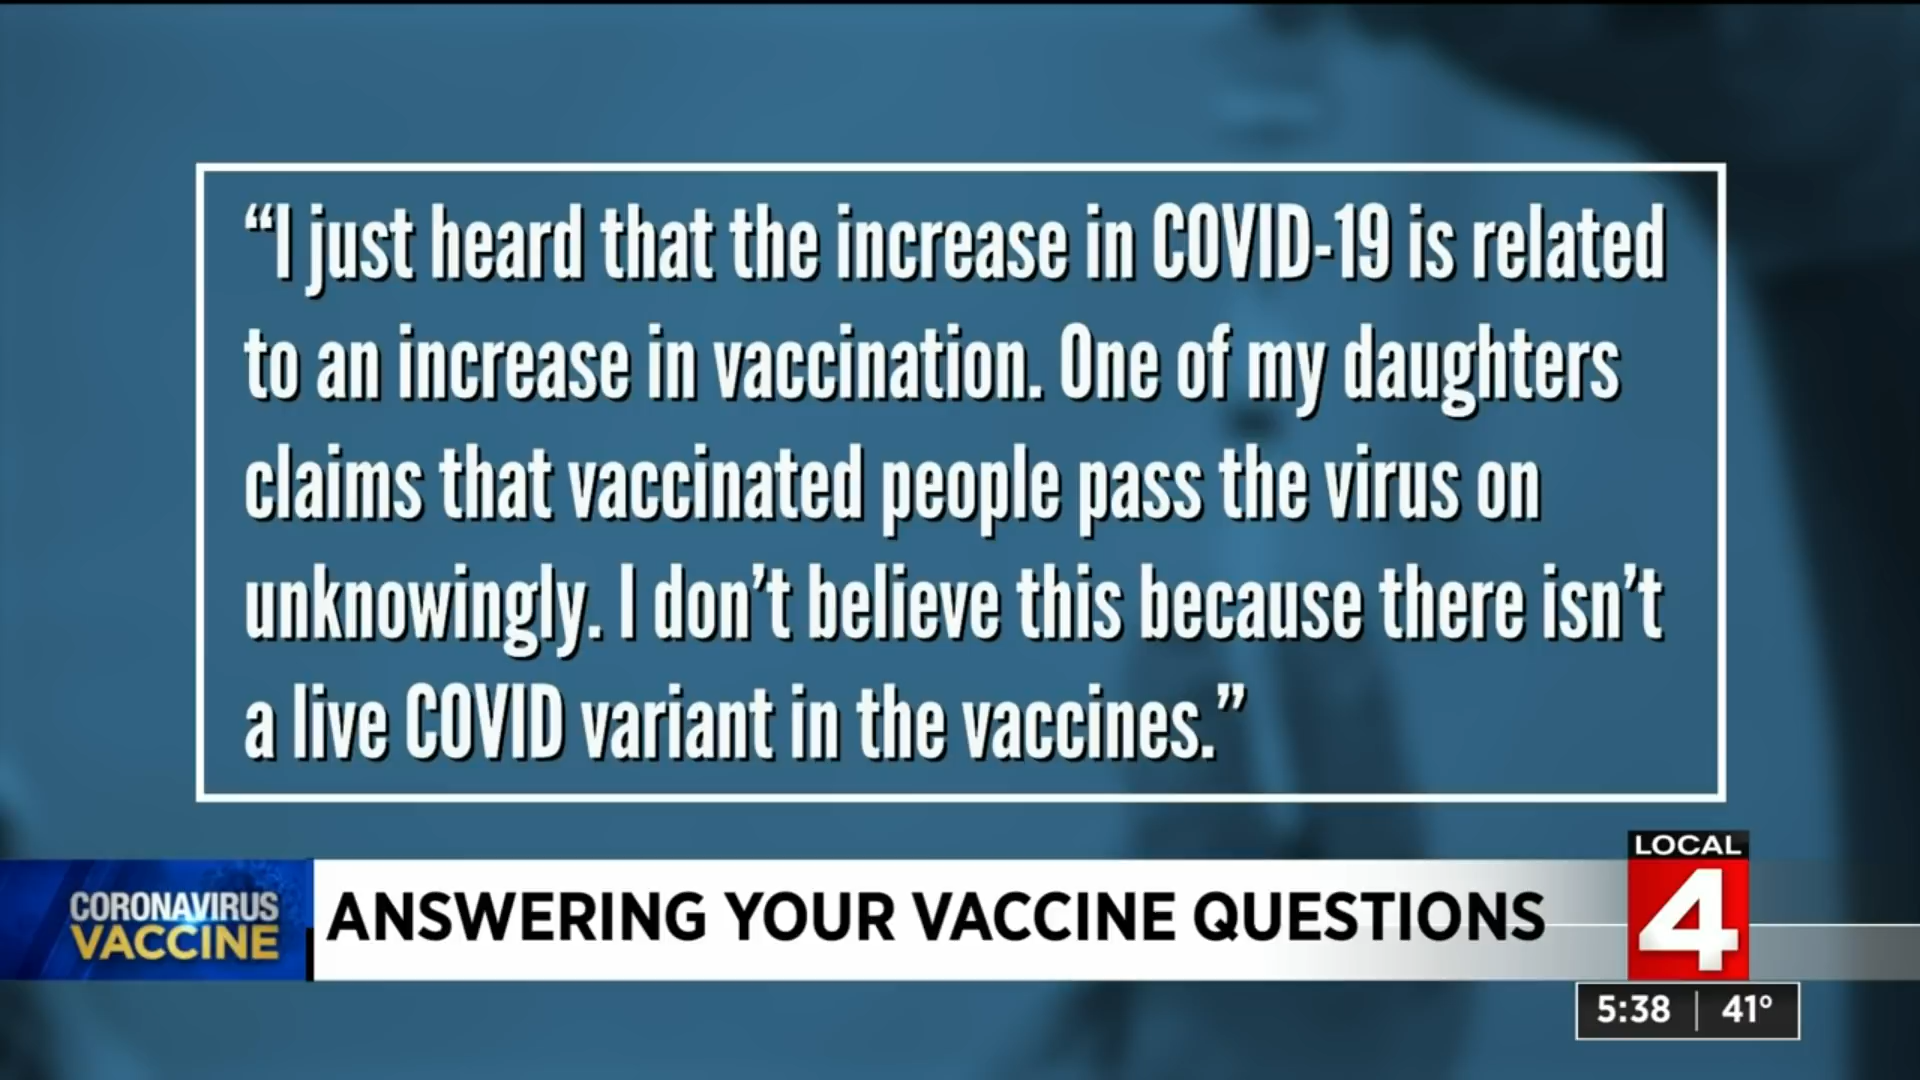 “I just heard that the increase in COVID-19 is related
to an increase in vaccination. One of my daughters
claims that vaccinated people pass the virus on
unknowingly. I don’t believe this because there isn’t
a live COVID variant in the vaccines.”
CORONAVIRUS
VACCINE
ANSWERING YOUR VACCINE QUESTIONS
LOCAL
4
5:38 41°